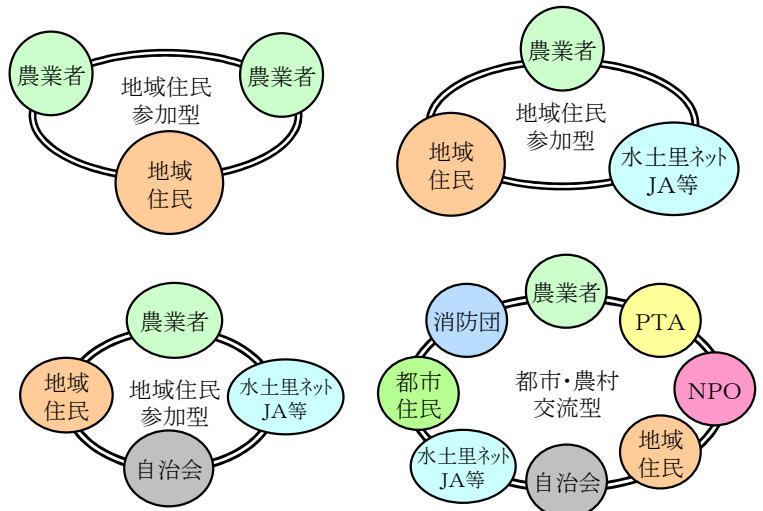 農業者
農業者
地域住民
参加型
地域
住民
農業者
地域住民
参加型
地域
住民
水土里ネット
JA等
農業者
地域
住民
地域住民
参加型
水土里ネット
JA等
自治会
農業者
消防団
PTA
都市
住民
都市・農村
交流型
NPO
水土里ネット
JA等
自治会
地域
住民